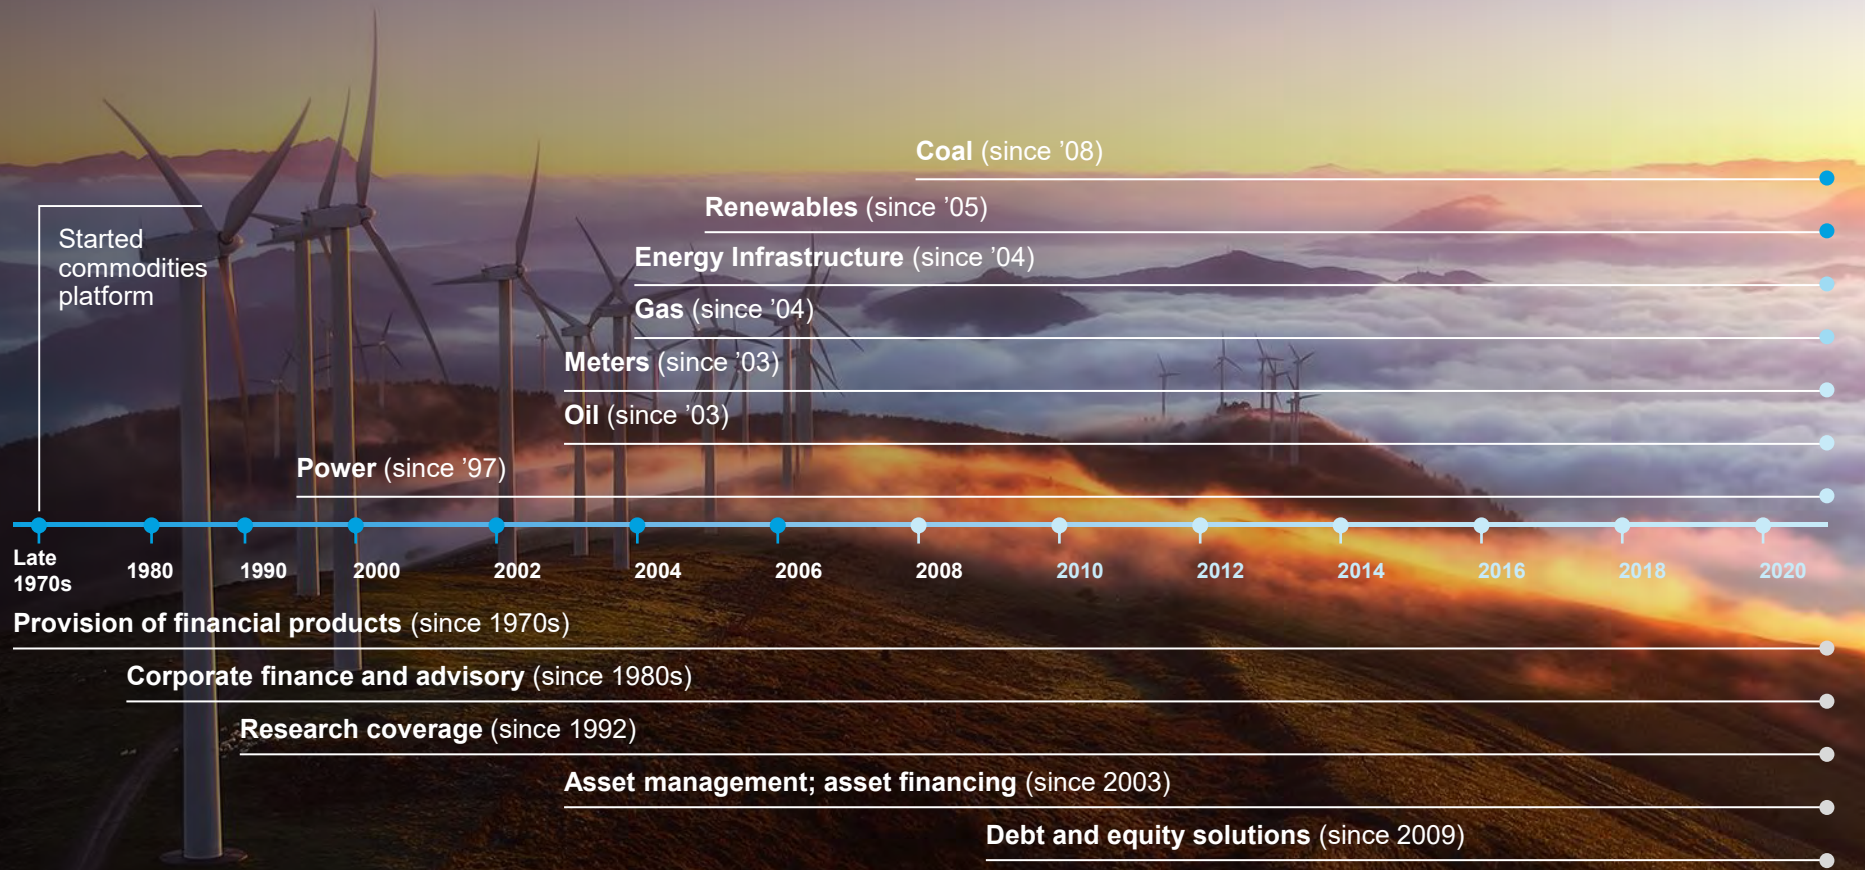 Coal (since ’08)
Renewables (since ’05)
Started
commodities
platform
Energy Infrastructure (since ’04)
Gas (since ’04)
Meters (since ’03)
Oil (since ’03)
Power (since ’97)
Late
1970s
1980
1990
2000
2002
2004
2006
2008
2010
2012
2014
2016
2018
2020
Provision of financial products (since 1970s)
Corporate finance and advisory (since 1980s)
Research coverage (since 1992)
Asset management; asset financing (since 2003)
Debt and equity solutions (since 2009)